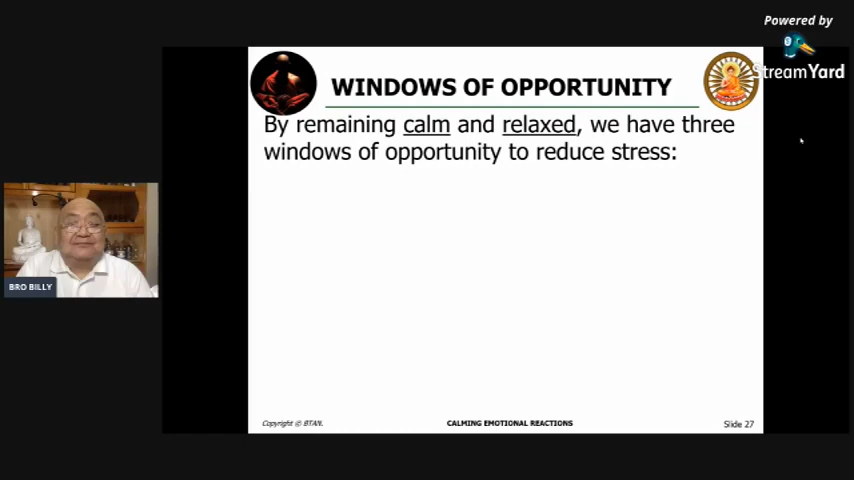 Powered by
StreamYard
WINDOWS OF OPPORTUNITY
By remaining calm and relaxed, we have three
windows of opportunity to reduce stress:
BRO BILLY
Copyright © BTAN.
CALMING EMOTIONAL REACTIONS
Slide 27